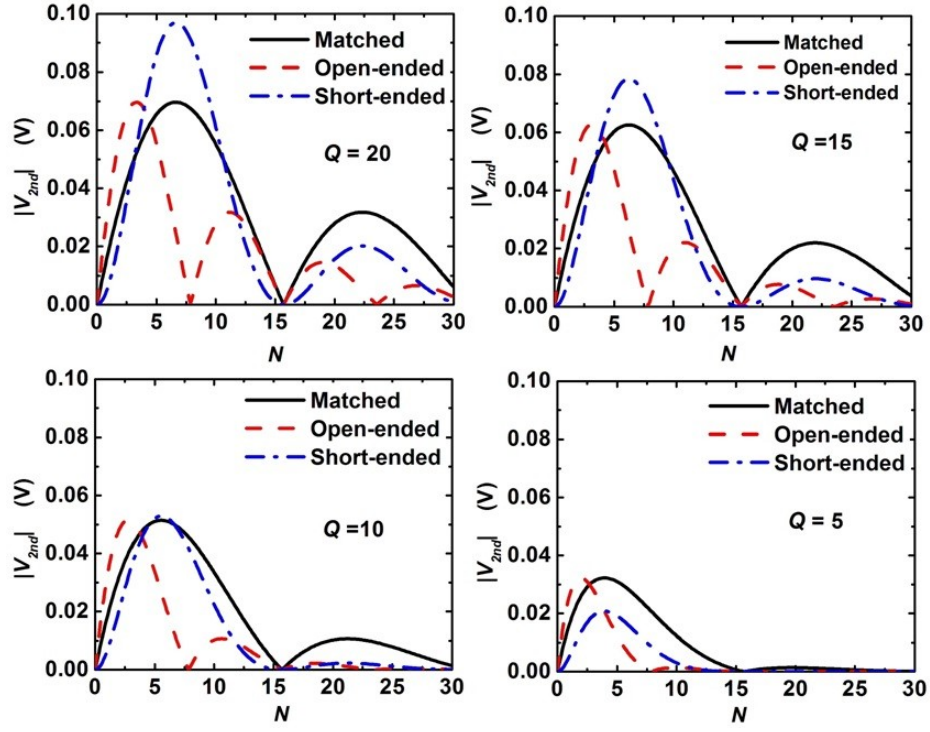 0.10
0.08
0.06
0.04
0.02
0.00
|V2nd| (V)
Matched
Open-ended
Short-ended
Q = 20
0 5 10 15 20 25 30
N
0.10
0.08
0.06
0.04
0.02
0.00
|V2nd| (V)
Matched
Open-ended
Short-ended
Q =15
0 5 10 15 20 25 30
N
0.10
0.08
0.06
0.04
0.02
0.00
|V2nd| (V)
Matched
Open-ended
Short-ended
Q =10
0 5 10 15 20 25 30
N
0.10
0.08
0.06
0.04
0.02
0.00
|V2nd| (V)
Matched
Open-ended
Short-ended
Q = 5
0 5 10 15 20 25 30
N